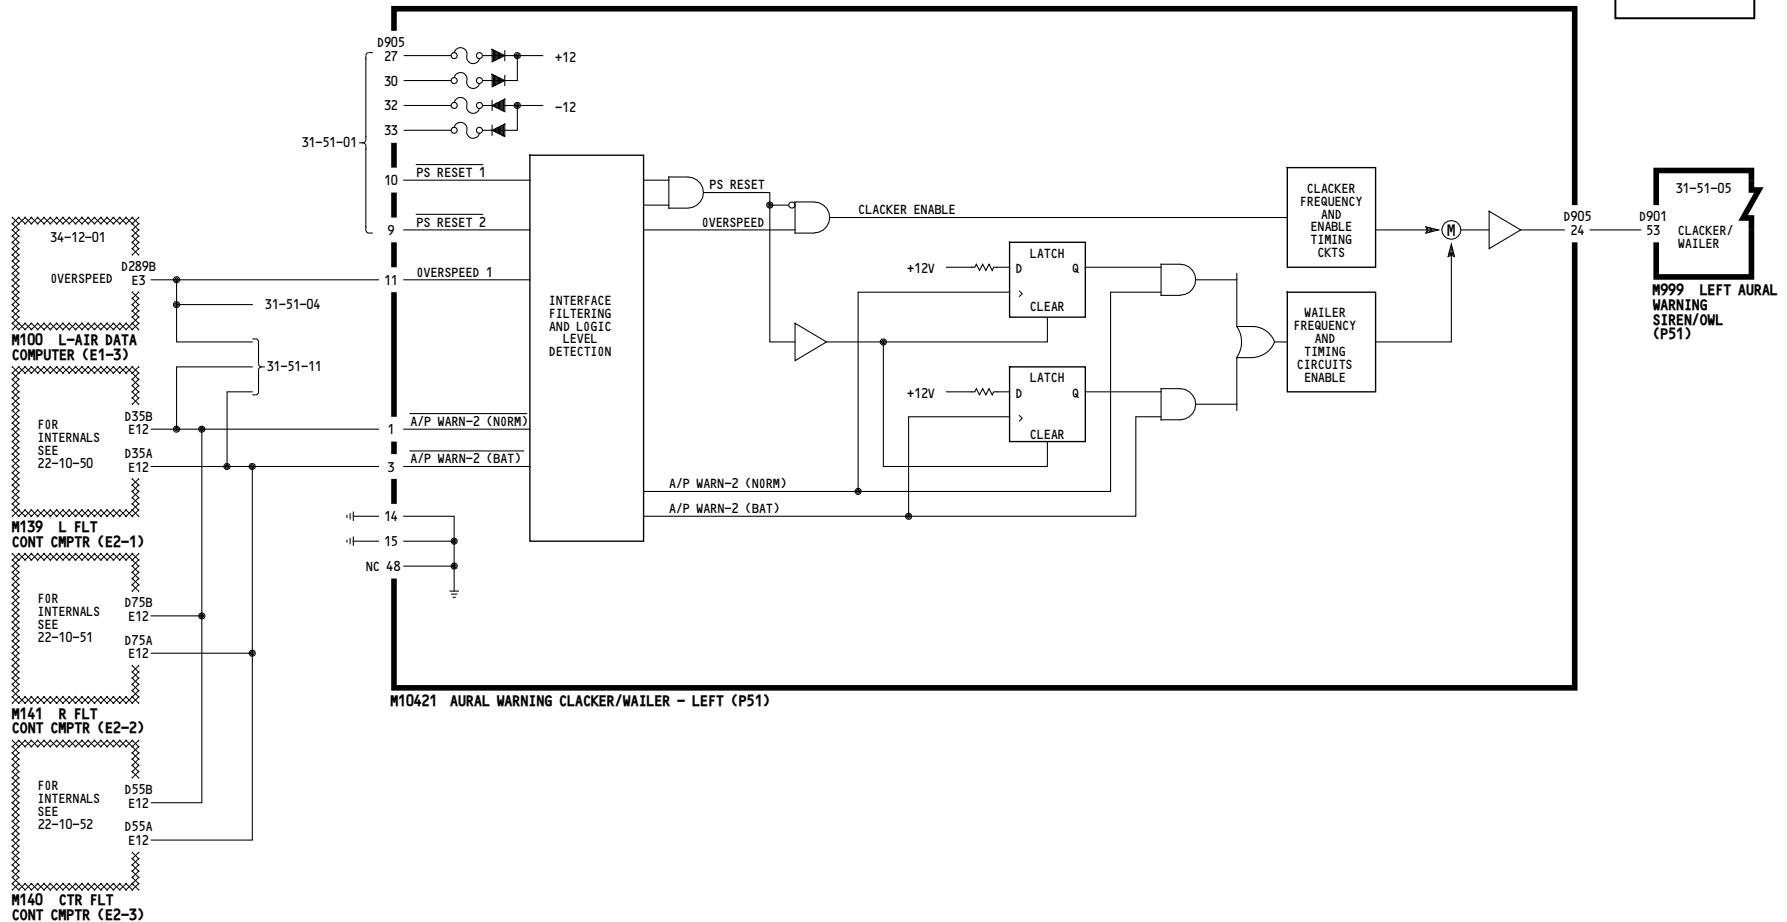 D905
27
+12
30
32
-12
33
31-51-01
10 PS RESET 1
9 PS RESET 2
PS RESET
OVERSPEED
CLACKER ENABLE
CLACKER
FREQUENCY
AND
ENABLE
TIMING
CKTS
M
D905
24
D901
53
31-51-05
CLACKER/
WAILER
M999 LEFT AURAL
WARNING
SIREN/OWL
(P51)
34-12-01
OVERSPEED
D289B
E3
11 OVERSPEED 1
31-51-04
M100 L-AIR DATA
COMPUTER (E1-3)
31-51-11
INTERFACE
FILTERING
AND LOGIC
LEVEL
DETECTION
+12V
LATCH
D Q
>
CLEAR
+12V
LATCH
D Q
>
CLEAR
WAILER
FREQUENCY
AND
TIMING
CIRCUITS
ENABLE
FOR
INTERNALS
SEE
22-10-50
D35B
E12
D35A
E12
1 A/P WARN-2 (NORM)
3 A/P WARN-2 (BAT)
A/P WARN-2 (NORM)
A/P WARN-2 (BAT)
14
15
NC 48
M139 L FLT
CONT CMPTR (E2-1)
FOR
INTERNALS
SEE
22-10-51
D75B
E12
D75A
E12
M141 R FLT
CONT CMPTR (E2-2)
M10421 AURAL WARNING CLACKER/WAILER - LEFT (P51)
FOR
INTERNALS
SEE
22-10-52
D55B
E12
D55A
E12
M140 CTR FLT
CONT CMPTR (E2-3)